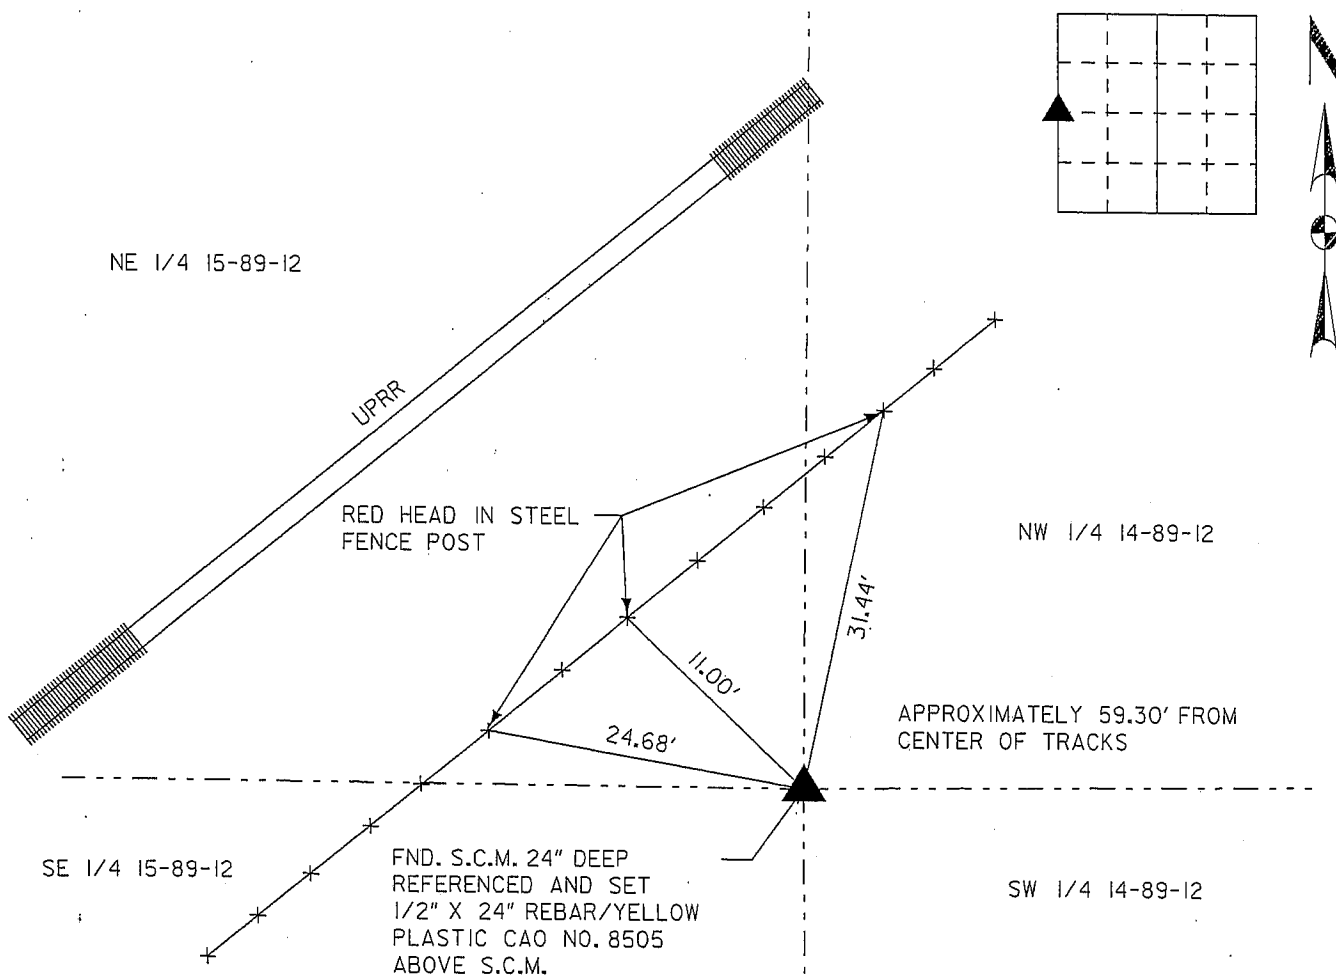 NE 1/4 15-89-12
UPRR
RED HEAD IN STEEL
FENCE POST
NW 1/4 14-89-12
31.44'
11.00'
24.68'
APPROXIMATELY 59.30' FROM
CENTER OF TRACKS
SE 1/4 15-89-12
FND. S.C.M. 24" DEEP
REFERENCED AND SET
1/2" X 24" REBAR/YELLOW
PLASTIC CAO NO. 8505
ABOVE S.C.M.
SW 1/4 14-89-12